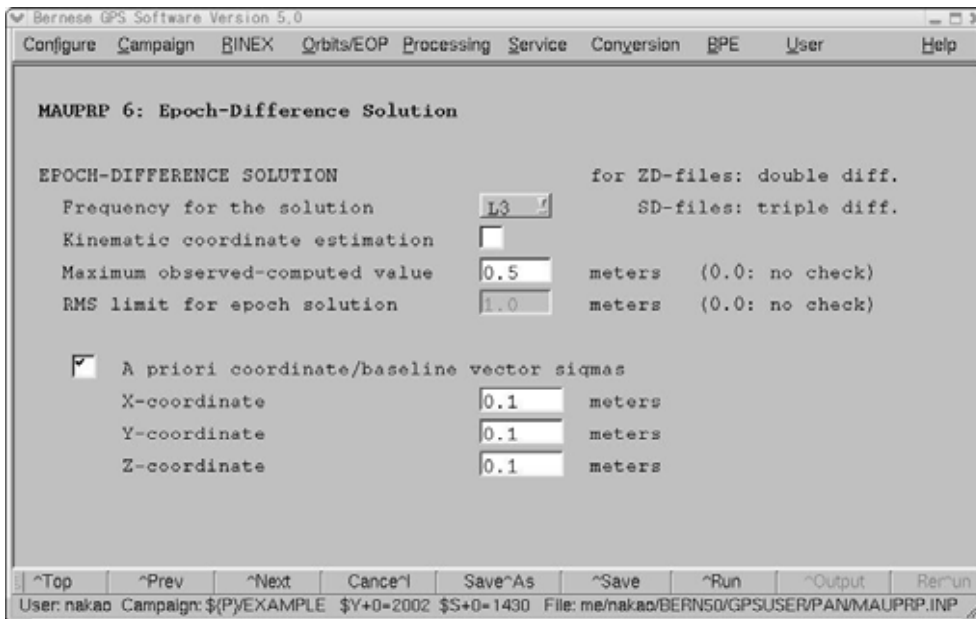 Bernese GPS Software Version 5.0
Configure Campaign RINEX Orbits/EOP Processing Service Conversion BPE User Help
MAUPRP 6: Epoch-Difference Solution
EPOCH-DIFFERENCE SOLUTION for ZD-files: double diff.
Frequency for the solution L3 SD-files: triple diff.
Kinematic coordinate estimation
Maximum observed-computed value 0.5 meters (0.0: no check)
RMS limit for epoch solution 1.0 meters (0.0: no check)
A priori coordinate/baseline vector sigmas
X-coordinate 0.1 meters
Y-coordinate 0.1 meters
Z-coordinate 0.1 meters
^Top ^Prev ^Next Cance^l Save^As ^Save ^Run ^Output Rer^un
User: nakao Campaign: ${P}/EXAMPLE $Y+0=2002 $S+0=1430 File: me/nakao/BERN50/GPSUSER/PAN/MAUPRP.INP